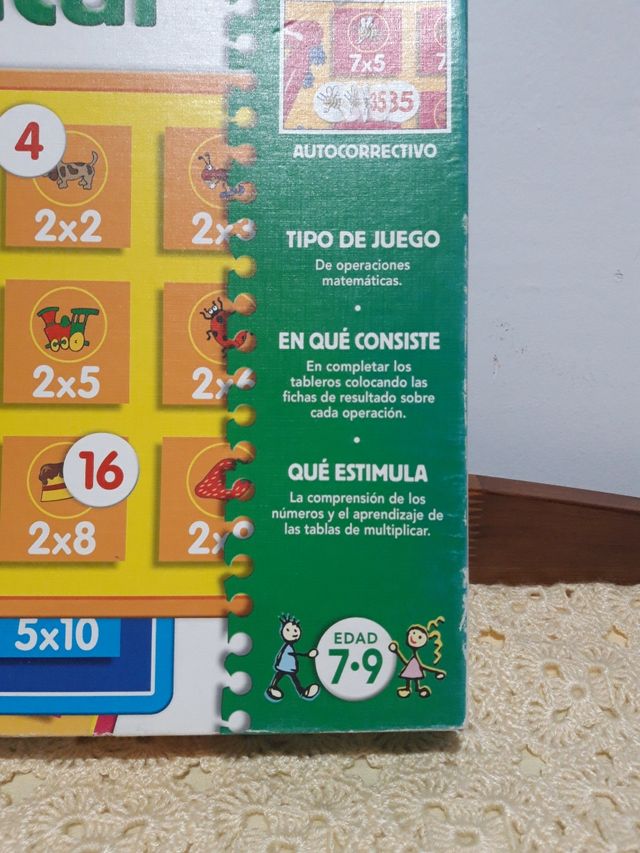 7x5
35
35
AUTOCORRECTIVO
4
2x2
2x5
16
2x8
5x10
TIPO DE JUEGO
De operaciones
matemáticas.
EN QUÉ CONSISTE
En completar los
tableros colocando las
fichas de resultado sobre
cada operación.
QUÉ ESTIMULA
La comprensión de los
números y el aprendizaje de
las tablas de multiplicar.
EDAD
7•9